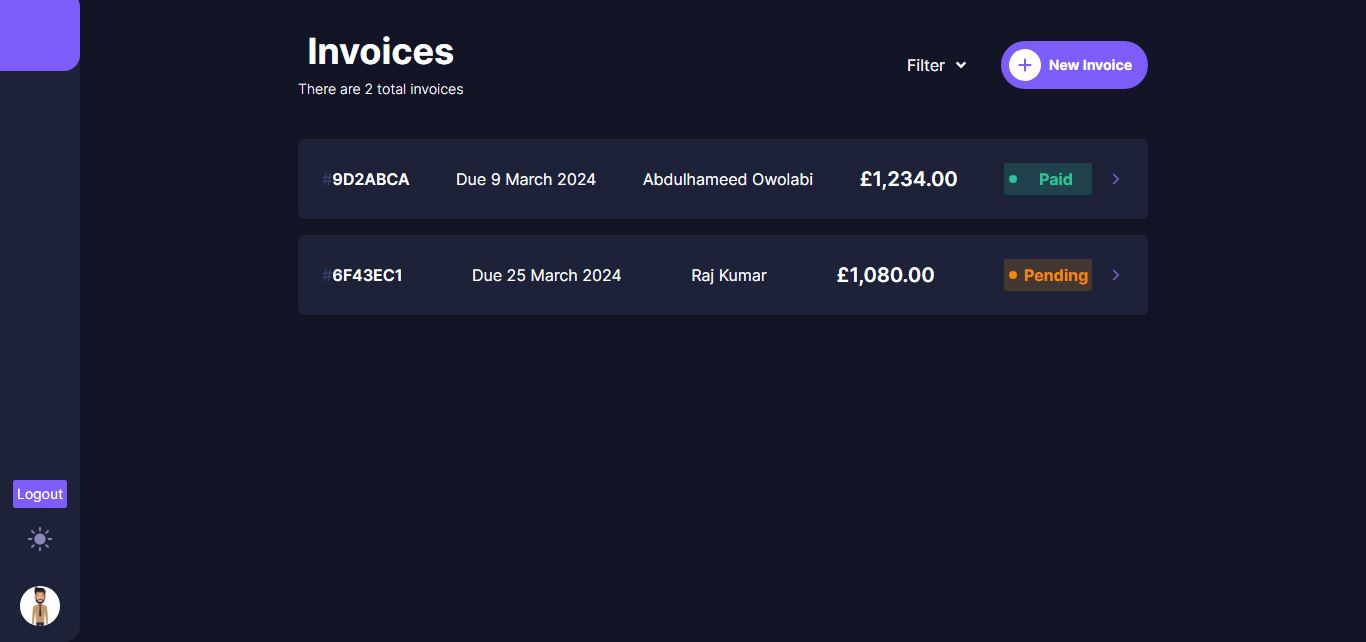 Invoices
There are 2 total invoices
Filter
New Invoice
#9D2ABCA Due 9 March 2024 Abdulhameed Owolabi £1,234.00 Paid
#6F43EC1 Due 25 March 2024 Raj Kumar £1,080.00 Pending
Logout